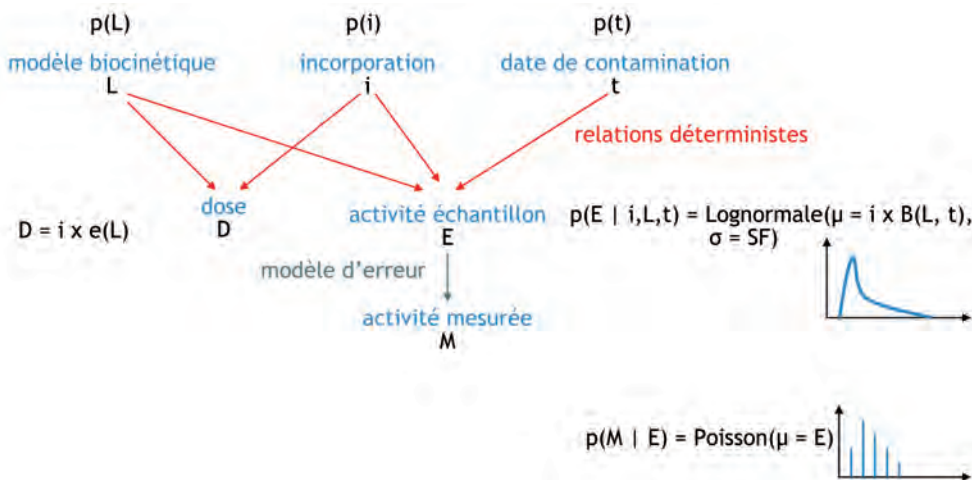 p(L) p(i) p(t)
modèle biocinétique incorporation date de contamination
L i t
relations déterministes
dose
D = i x e(L) D
activité échantillon
E
p(E | i,L,t) = Lognormale(μ = i x B(L, t),
σ = SF)
modèle d'erreur
activité mesurée
M
p(M | E) = Poisson(μ = E)